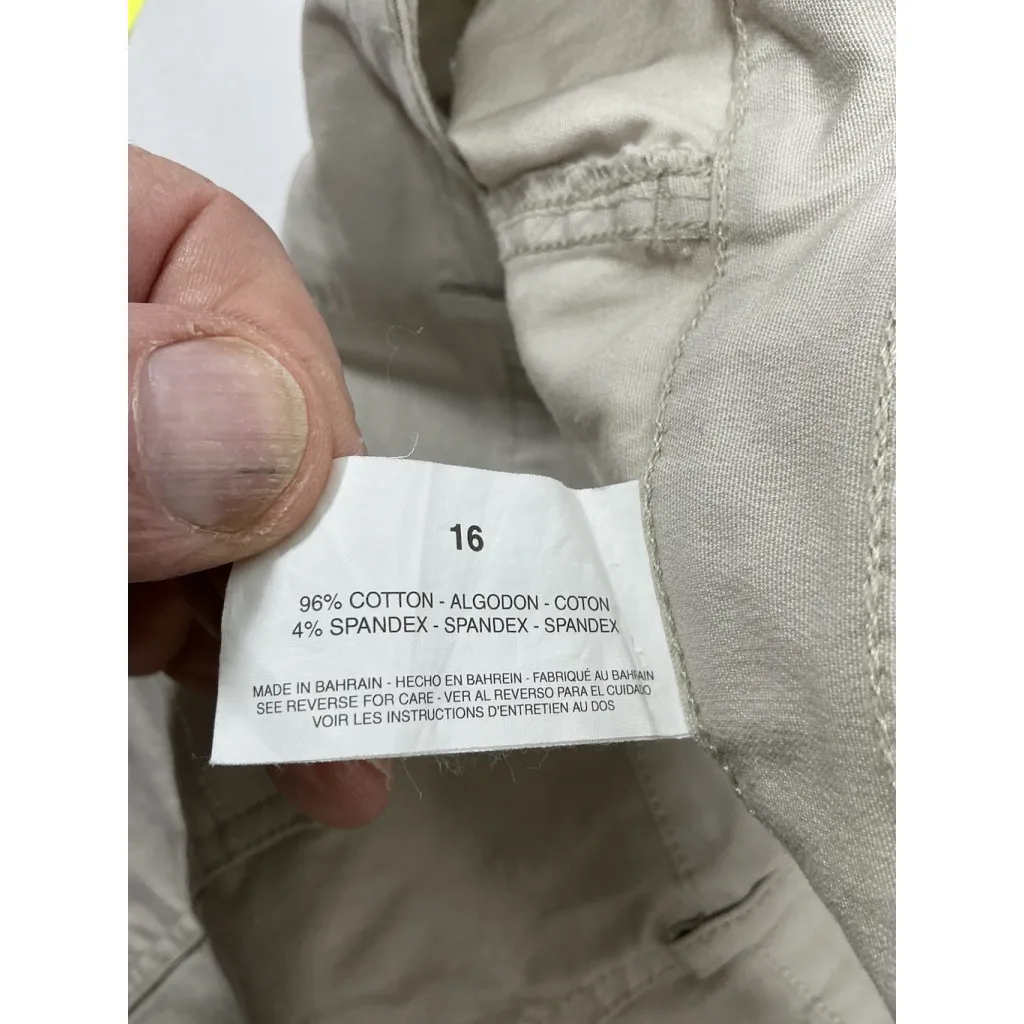 16
96% COTTON - ALGODON - COTON
4% SPANDEX - SPANDEX - SPANDEX
MADE IN BAHRAIN - HECHO EN BAHREIN - FABRIQUÉ AU BAHRAIN
SEE REVERSE FOR CARE - VER AL REVERSO PARA EL CUIDADO
VOIR LES INSTRUCTIONS D'ENTRETIEN AU DOS